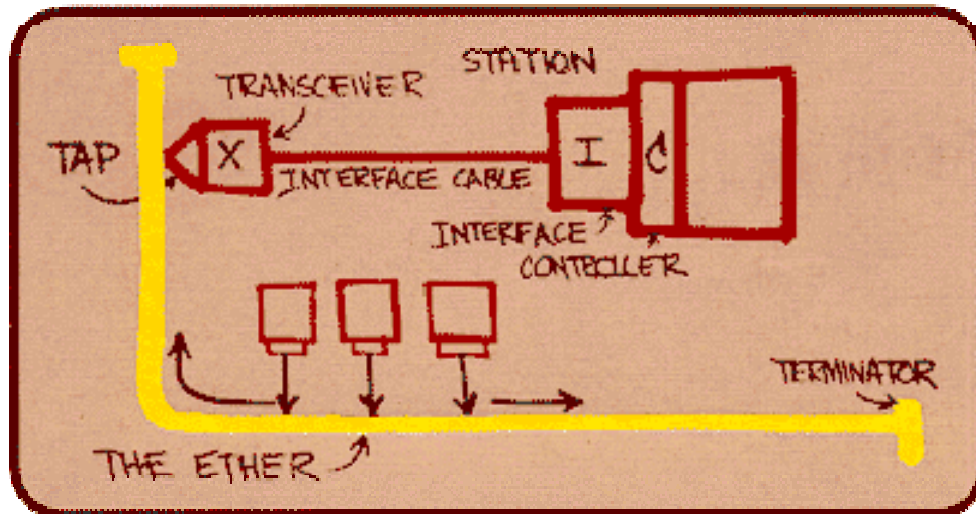 STATION
TRANSCEIVER
TAP
X
I
C
INTERFACE CABLE
INTERFACE
CONTROLLER
TERMINATOR
THE ETHER